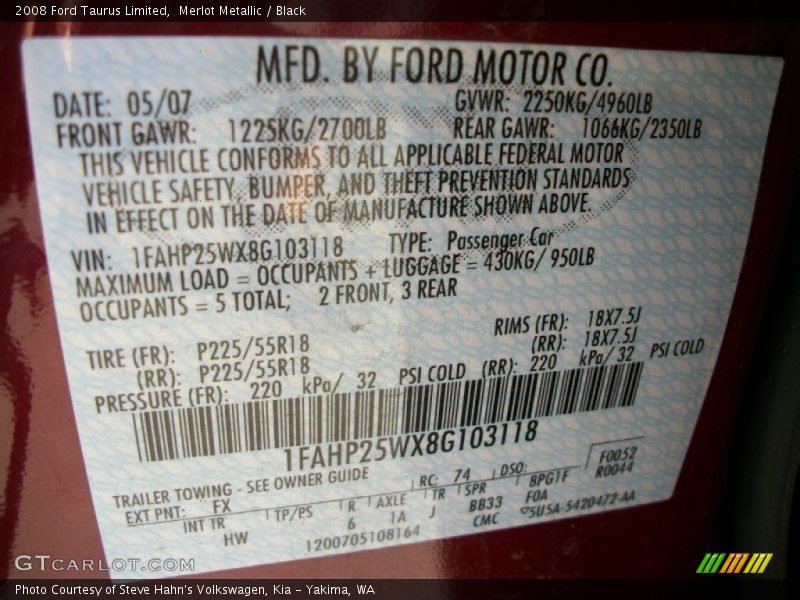 2008 Ford Taurus Limited, Merlot Metallic / Black
MFD. BY FORD MOTOR CO.
DATE: 05/07 GVWR: 2250KG/4960LB
FRONT GAWR: 1225KG/2700LB REAR GAWR: 1066KG/2350LB
THIS VEHICLE CONFORMS TO ALL APPLICABLE FEDERAL MOTOR
VEHICLE SAFETY, BUMPER, AND THEFT PREVENTION STANDARDS
IN EFFECT ON THE DATE OF MANUFACTURE SHOWN ABOVE.
VIN: 1FAHP25WX8G103118 TYPE: Passenger Car
MAXIMUM LOAD = OCCUPANTS + LUGGAGE = 430KG/ 950LB
OCCUPANTS = 5 TOTAL; 2 FRONT, 3 REAR
TIRE (FR): P225/55R18 RIMS (FR): 18X7.5J
(RR): P225/55R18 (RR): 18X7.5J
PRESSURE (FR): 220 kPa/ 32 PSI COLD (RR): 220 kPa/ 32 PSI COLD
1FAHP25WX8G103118
TRAILER TOWING - SEE OWNER GUIDE RC: 74 DSO: F0052
EXT PNT: FX R0044
INT TR TP/PS R AXLE TR SPR BPG1F
HW 6 1A J BB33 FOA
1200705108164 CMC 5U5A-5420472-AA
GTCARLOT.COM
Photo Courtesy of Steve Hahn's Volkswagen, Kia – Yakima, WA